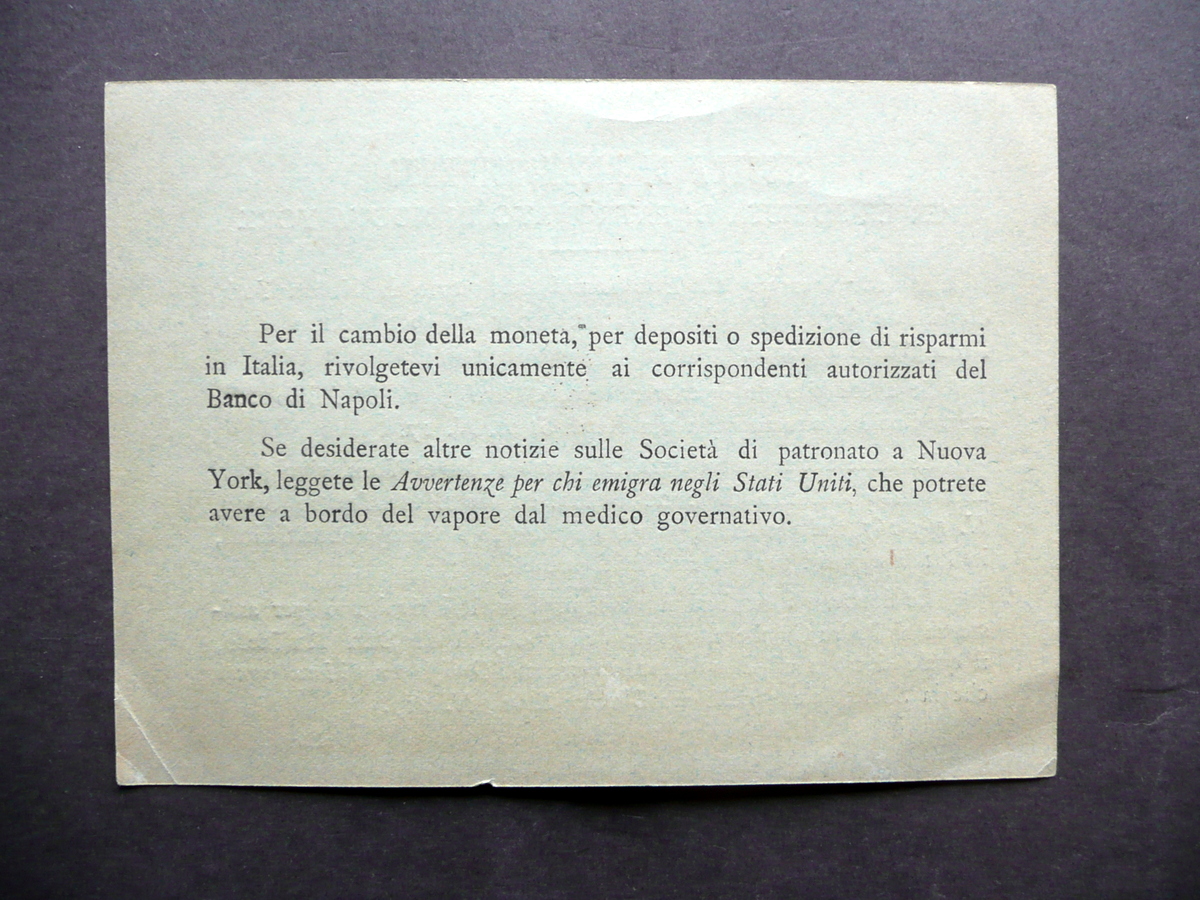 Per il cambio della moneta, per depositi o spedizione di risparmi
in Italia, rivolgetevi unicamente ai corrispondenti autorizzati del
Banco di Napoli.
Se desiderate altre notizie sulle Società di patronato a Nuova
York, leggete le Avvertenze per chi emigra negli Stati Uniti, che potrete
avere a bordo del vapore dal medico governativo.